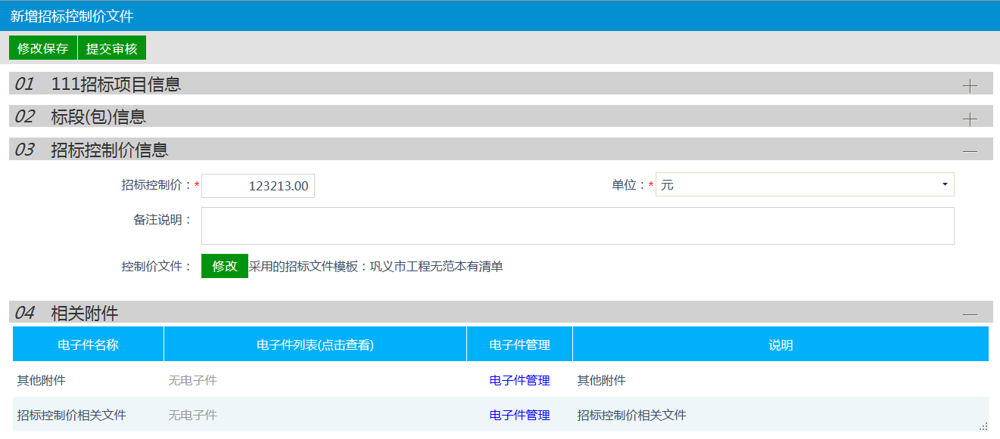 新增招标控制价文件
修改保存 提交审核
01 111招标项目信息
02 标段(包)信息
03 招标控制价信息
招标控制价：* 123213.00 单位：* 元
备注说明：
控制价文件： 修改 采用的招标文件模板：巩义市工程无范本有清单
04 相关附件
电子件名称 电子件列表(点击查看) 电子件管理 说明
其他附件 无电子件 电子件管理 其他附件
招标控制价相关文件 无电子件 电子件管理 招标控制价相关文件